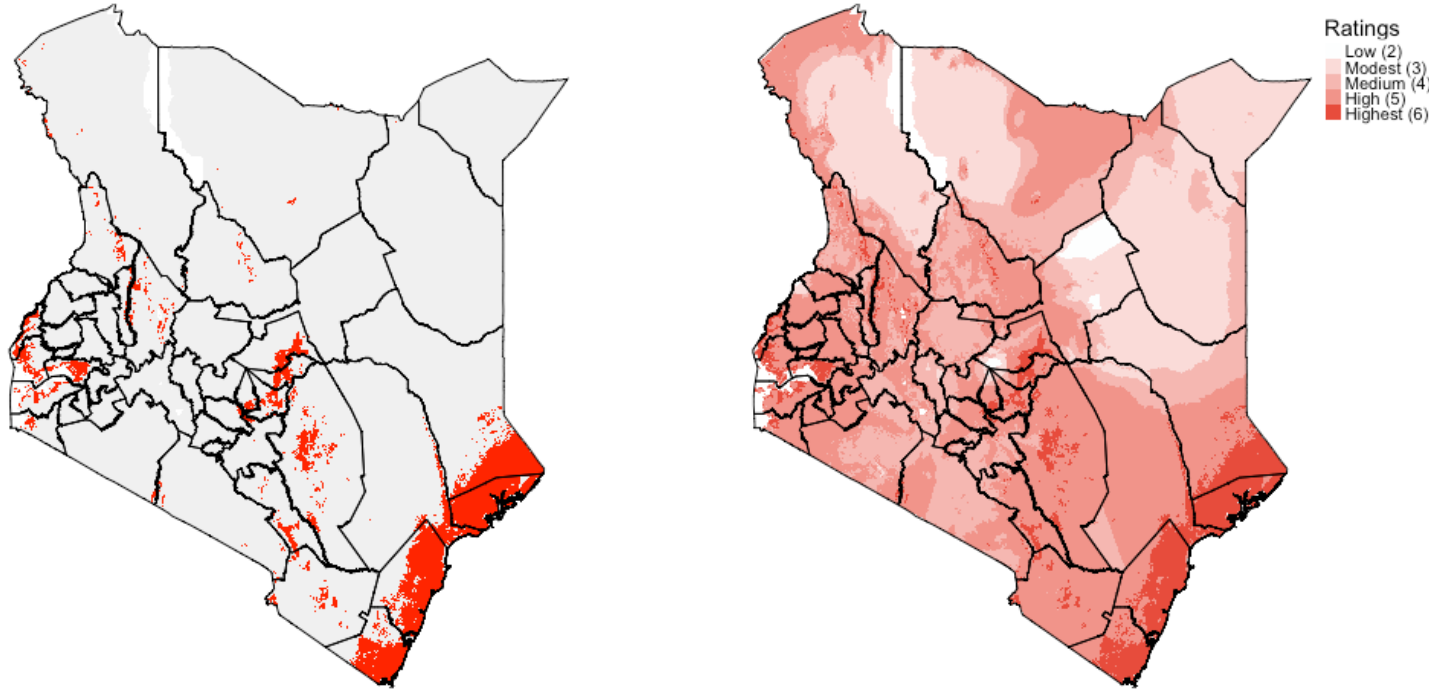 Ratings
Low (2)
Modest (3)
Medium (4)
High (5)
Highest (6)